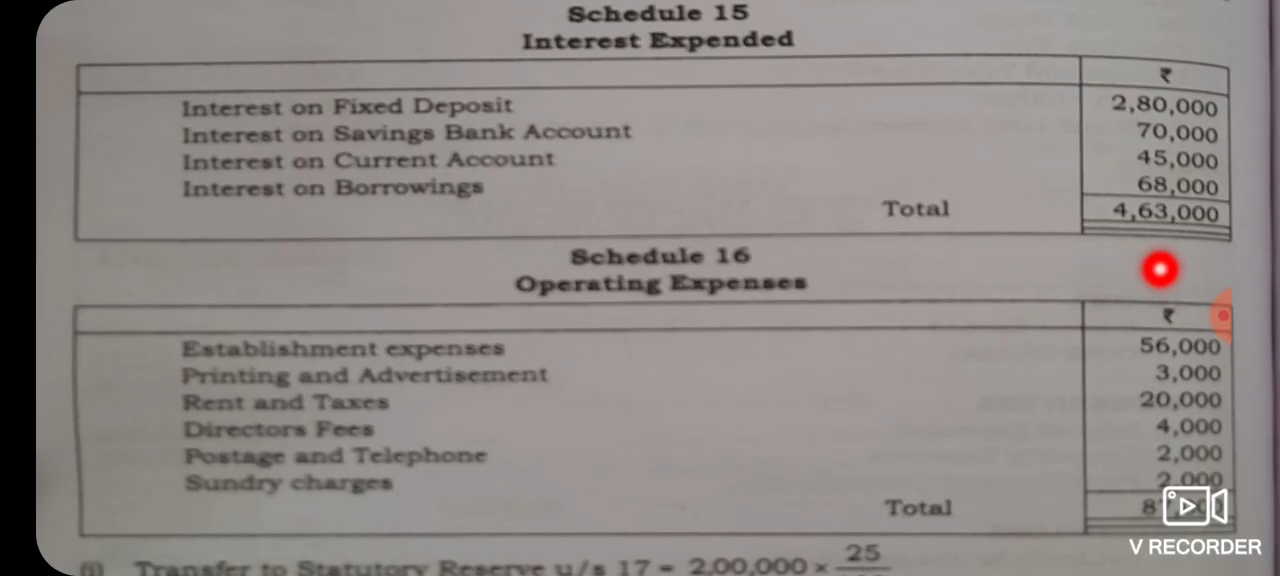 Schedule 15
Interest Expended
₹
Interest on Fixed Deposit 2,80,000
Interest on Savings Bank Account 70,000
Interest on Current Account 45,000
Interest on Borrowings 68,000
Total 4,63,000
Schedule 16
Operating Expenses
₹
Establishment expenses 56,000
Printing and Advertisement 3,000
Rent and Taxes 20,000
Directors Fees 4,000
Postage and Telephone 2,000
Sundry charges 2,000
Total
V RECORDER
(i) Transfer to Statutory Reserve u/s 17 = 2,00,000 × 25